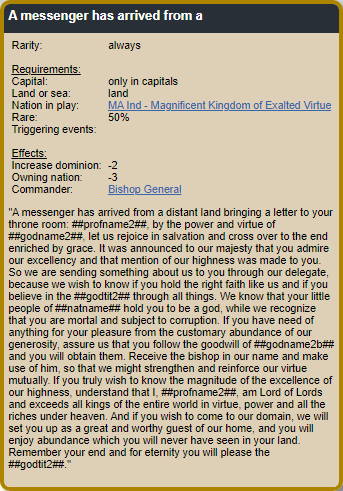 A messenger has arrived from a
Rarity: always
Requirements:
Capital: only in capitals
Land or sea: land
Nation in play: MA Ind - Magnificent Kingdom of Exalted Virtue
Rare: 50%
Triggering events:
Effects:
Increase dominion: -2
Owning nation: -3
Commander: Bishop General
"A messenger has arrived from a distant land bringing a letter to your
throne room: ##profname2##, by the power and virtue of
##godname2##, let us rejoice in salvation and cross over to the end
enriched by grace. It was announced to our majesty that you admire
our excellency and that mention of our highness was made to you.
So we are sending something about us to you through our delegate,
because we wish to know if you hold the right faith like us and if you
believe in the ##godtit2## through all things. We know that your little
people of ##natname## hold you to be a god, while we recognize
that you are mortal and subject to corruption. If you have need of
anything for your pleasure from the customary abundance of our
generosity, assure us that you follow the goodwill of ##godname2b##
and you will obtain them. Receive the bishop in our name and make
use of him, so that we might strengthen and reinforce our virtue
mutually. If you truly wish to know the magnitude of the excellence of
our highness, understand that I, ##profname2##, am Lord of Lords
and exceeds all kings of the entire world in virtue, power and all the
riches under heaven. And if you wish to come to our domain, we will
set you up as a great and worthy guest of our home, and you will
enjoy abundance which you will never have seen in your land.
Remember your end and for eternity you will please the
##godtit2##."